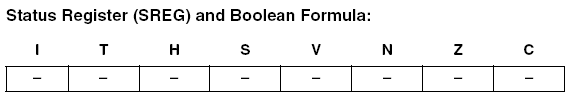 Status Register (SREG) and Boolean Formula:
I T H S V N Z C
– – – – – – – –